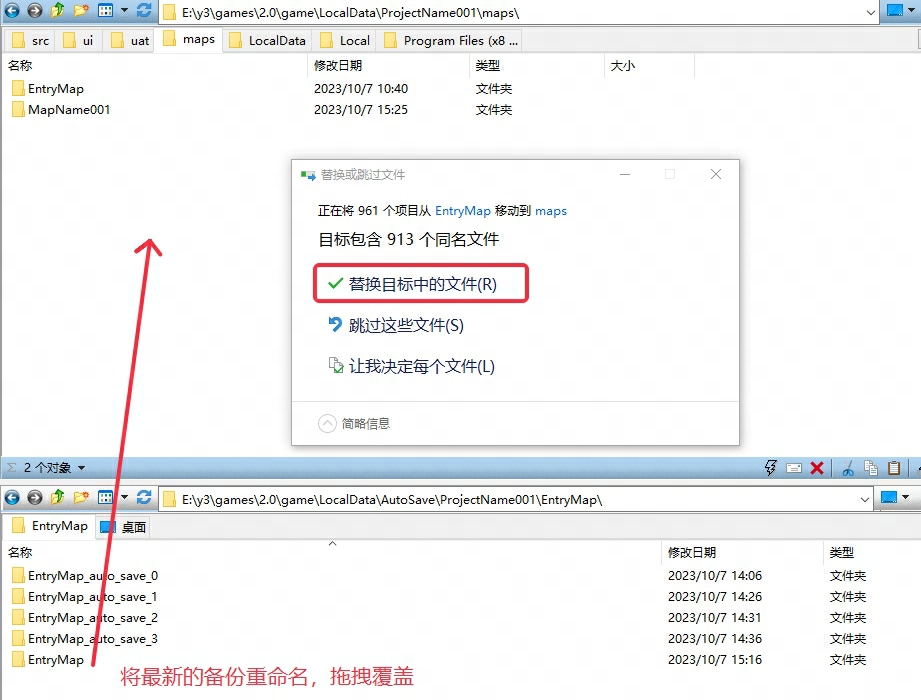 E:\y3\games\2.0\game\LocalData\ProjectName001\maps\
src ui uat maps LocalData Local Program Files (x8 ...
名称 修改日期 类型 大小
EntryMap 2023/10/7 10:40 文件夹
MapName001 2023/10/7 15:25 文件夹
替换或跳过文件
正在将 961 个项目从 EntryMap 移动到 maps
目标包含 913 个同名文件
替换目标中的文件(R)
跳过这些文件(S)
让我决定每个文件(L)
简略信息
Σ 2 个对象
E:\y3\games\2.0\game\LocalData\AutoSave\ProjectName001\EntryMap\
EntryMap 桌面
名称 修改日期 类型
EntryMap_auto_save_0 2023/10/7 14:06 文件夹
EntryMap_auto_save_1 2023/10/7 14:26 文件夹
EntryMap_auto_save_2 2023/10/7 14:31 文件夹
EntryMap_auto_save_3 2023/10/7 14:36 文件夹
EntryMap 2023/10/7 15:16 文件夹
将最新的备份重命名，拖拽覆盖